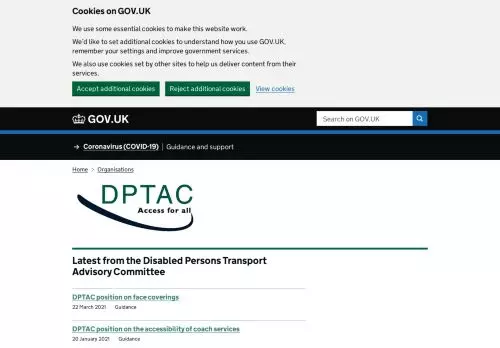 Cookies on GOV.UK
We use some essential cookies to make this website work.
We'd like to set additional cookies to understand how you use GOV.UK,
remember your settings and improve government services.
We also use cookies set by other sites to help us deliver content from their
services.
Accept additional cookies Reject additional cookies View cookies
GOV.UK Search on GOV.UK
→ Coronavirus (COVID-19) | Guidance and support
Home > Organisations
DPTAC
Access for all
Latest from the Disabled Persons Transport
Advisory Committee
DPTAC position on face coverings
22 March 2021 Guidance
DPTAC position on the accessibility of coach services
20 January 2021 Guidance